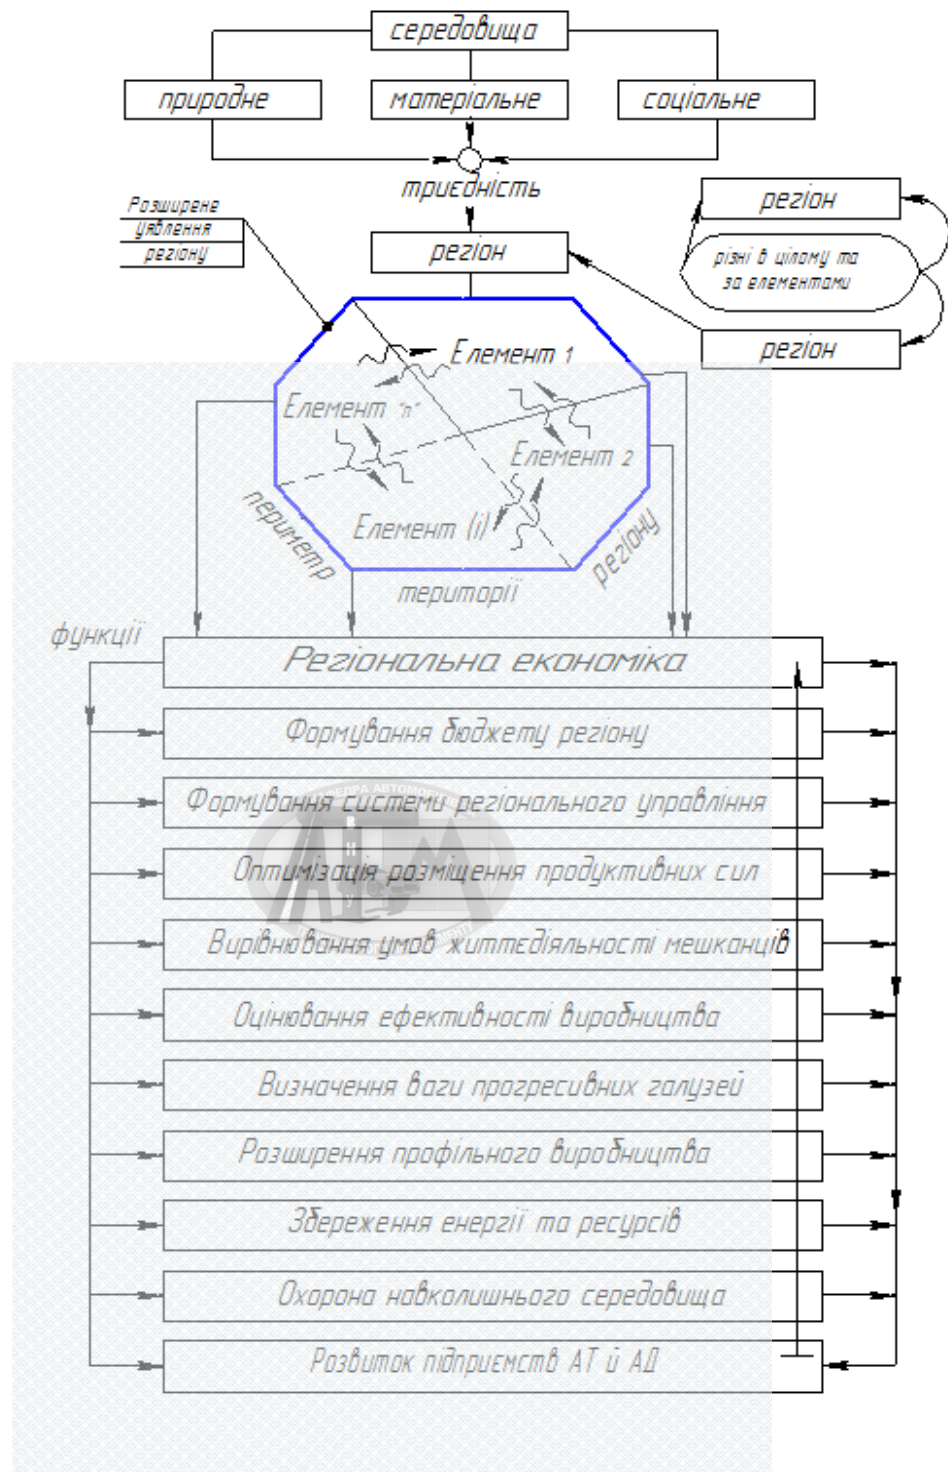 середовища
природне
матеріальне
соціальне
триєдність
Розширене
уявлення
регіону
регіон
регіон
різні в цілому та
за елементами
регіон
Елемент 1
Елемент "п"
Елемент 2
Елемент (і)
периметр
території
регіону
функції
Регіональна економіка
Формування бюджету регіону
Формування системи регіонального управління
Оптимізація розміщення продуктивних сил
Вирівнювання умов життєдіяльності мешканців
Оцінювання ефективності виробництва
Визначення ваги прогресивних галузей
Розширення профільного виробництва
Збереження енергії та ресурсів
Охорона навколишнього середовища
Розвиток підприємств АТ й АД